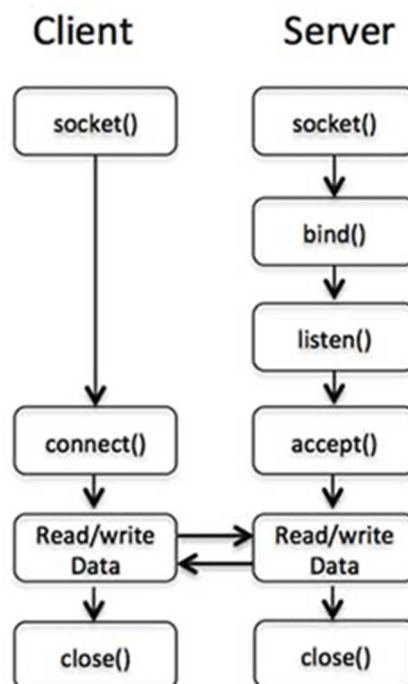 Client Server
socket() socket()
bind()
listen()
connect() accept()
Read/write Read/write
Data Data
close() close()